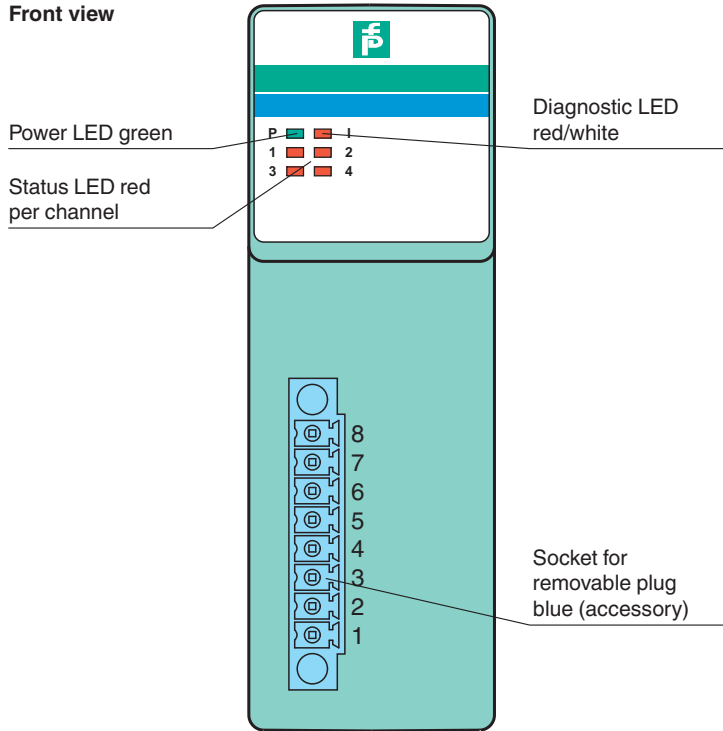 Front view
Power LED green
Diagnostic LED
red/white
P I
1 2
3 4
Status LED red
per channel
8
7
6
5
4
3
2
1
Socket for
removable plug
blue (accessory)